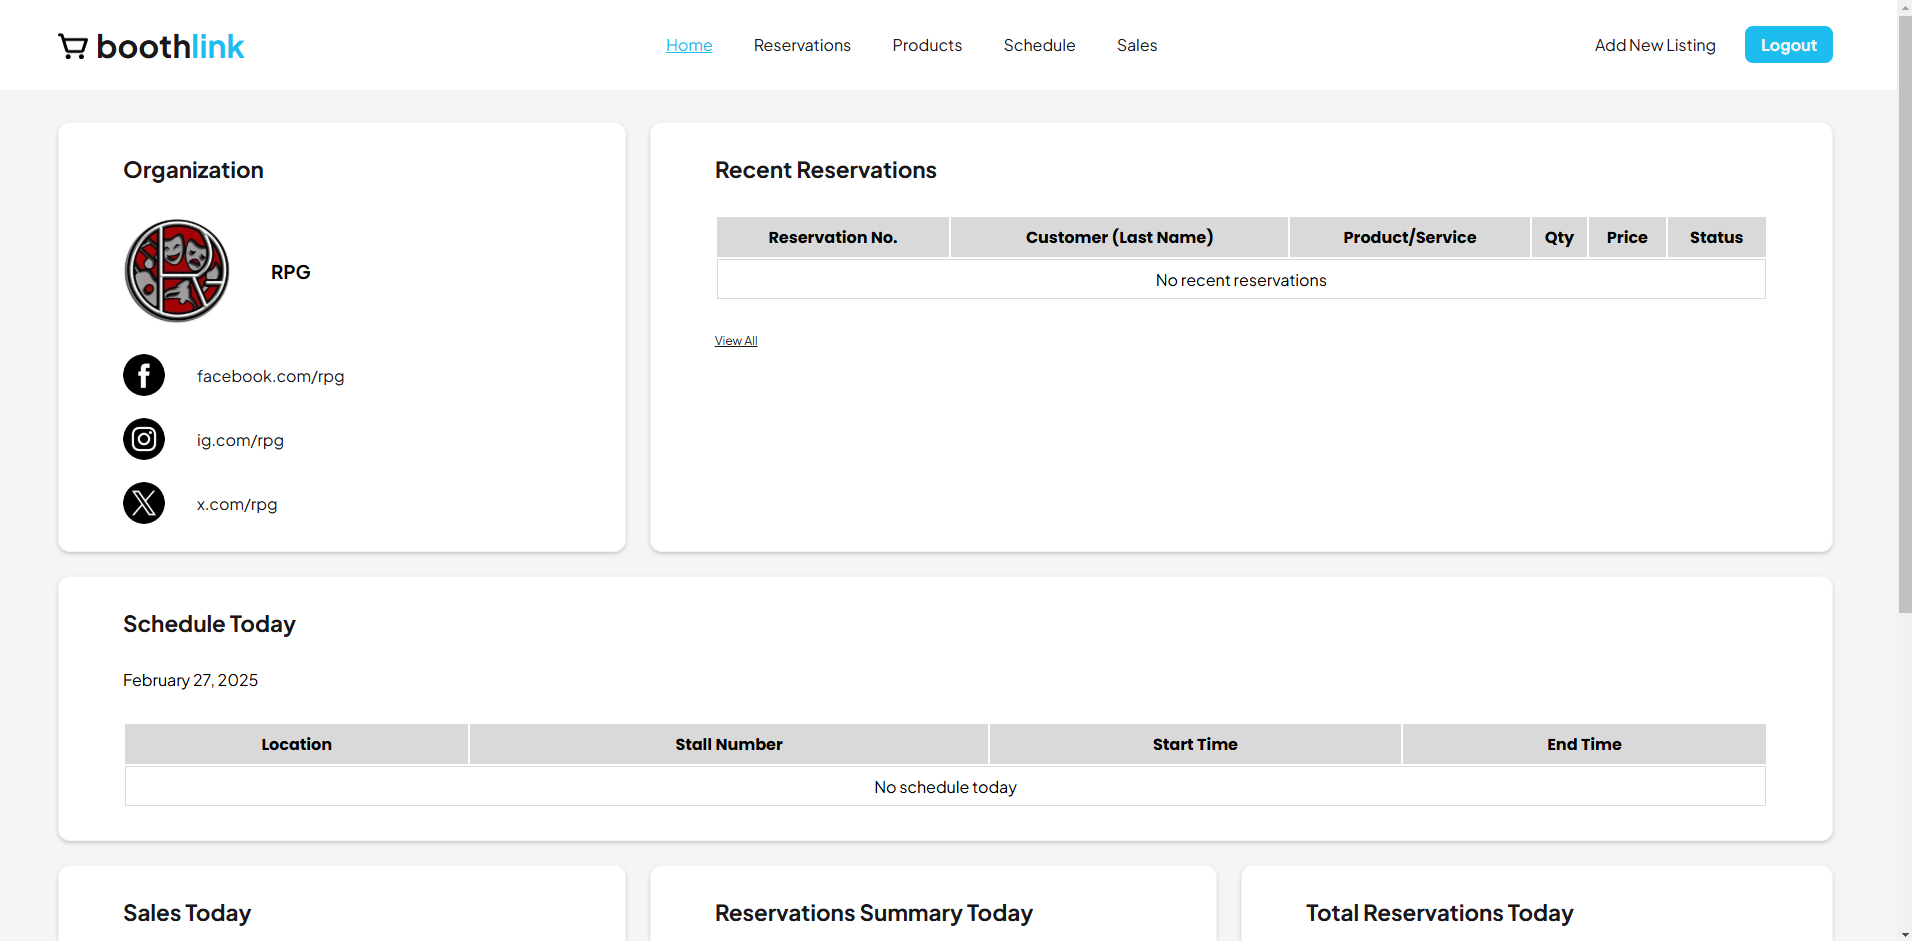 boothlink
Home Reservations Products Schedule Sales
Add New Listing Logout
Organization
RPG
facebook.com/rpg
ig.com/rpg
x.com/rpg
Recent Reservations
Reservation No. Customer (Last Name) Product/Service Qty Price Status
No recent reservations
View All
Schedule Today
February 27, 2025
Location Stall Number Start Time End Time
No schedule today
Sales Today
Reservations Summary Today
Total Reservations Today